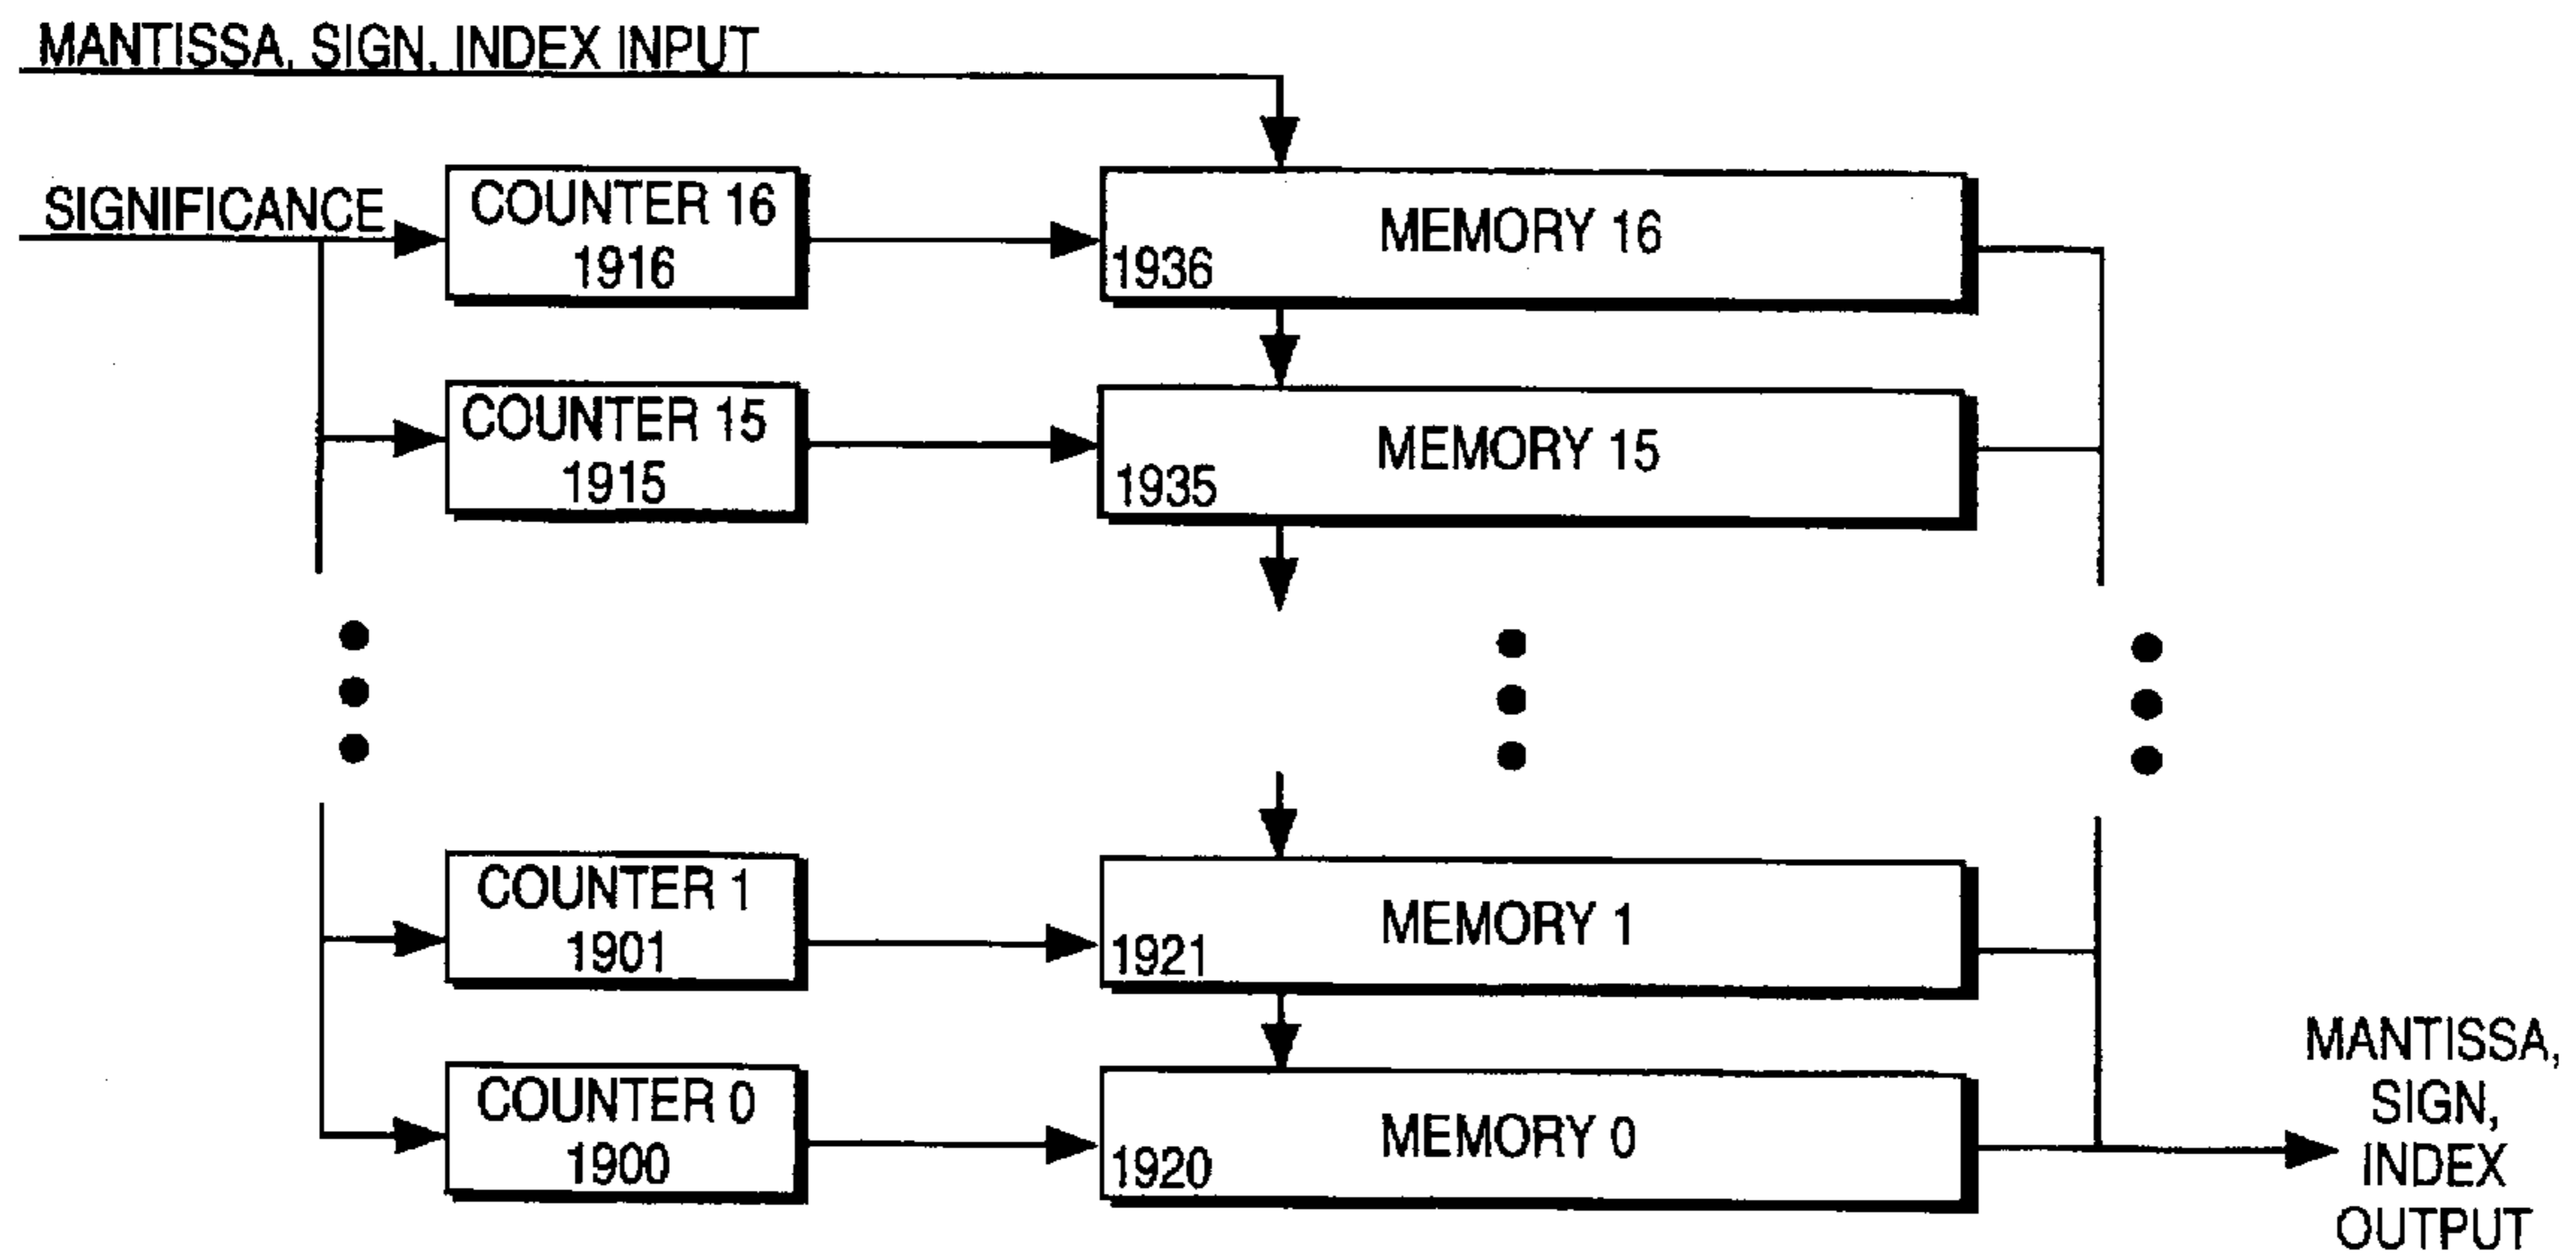 MANTISSA, SIGN, INDEX INPUT
SIGNIFICANCE
COUNTER 16
1916
MEMORY 16
1936
COUNTER 15
1915
MEMORY 15
1935
COUNTER 1
1901
MEMORY 1
1921
COUNTER 0
1900
MEMORY 0
1920
MANTISSA,
SIGN,
INDEX
OUTPUT